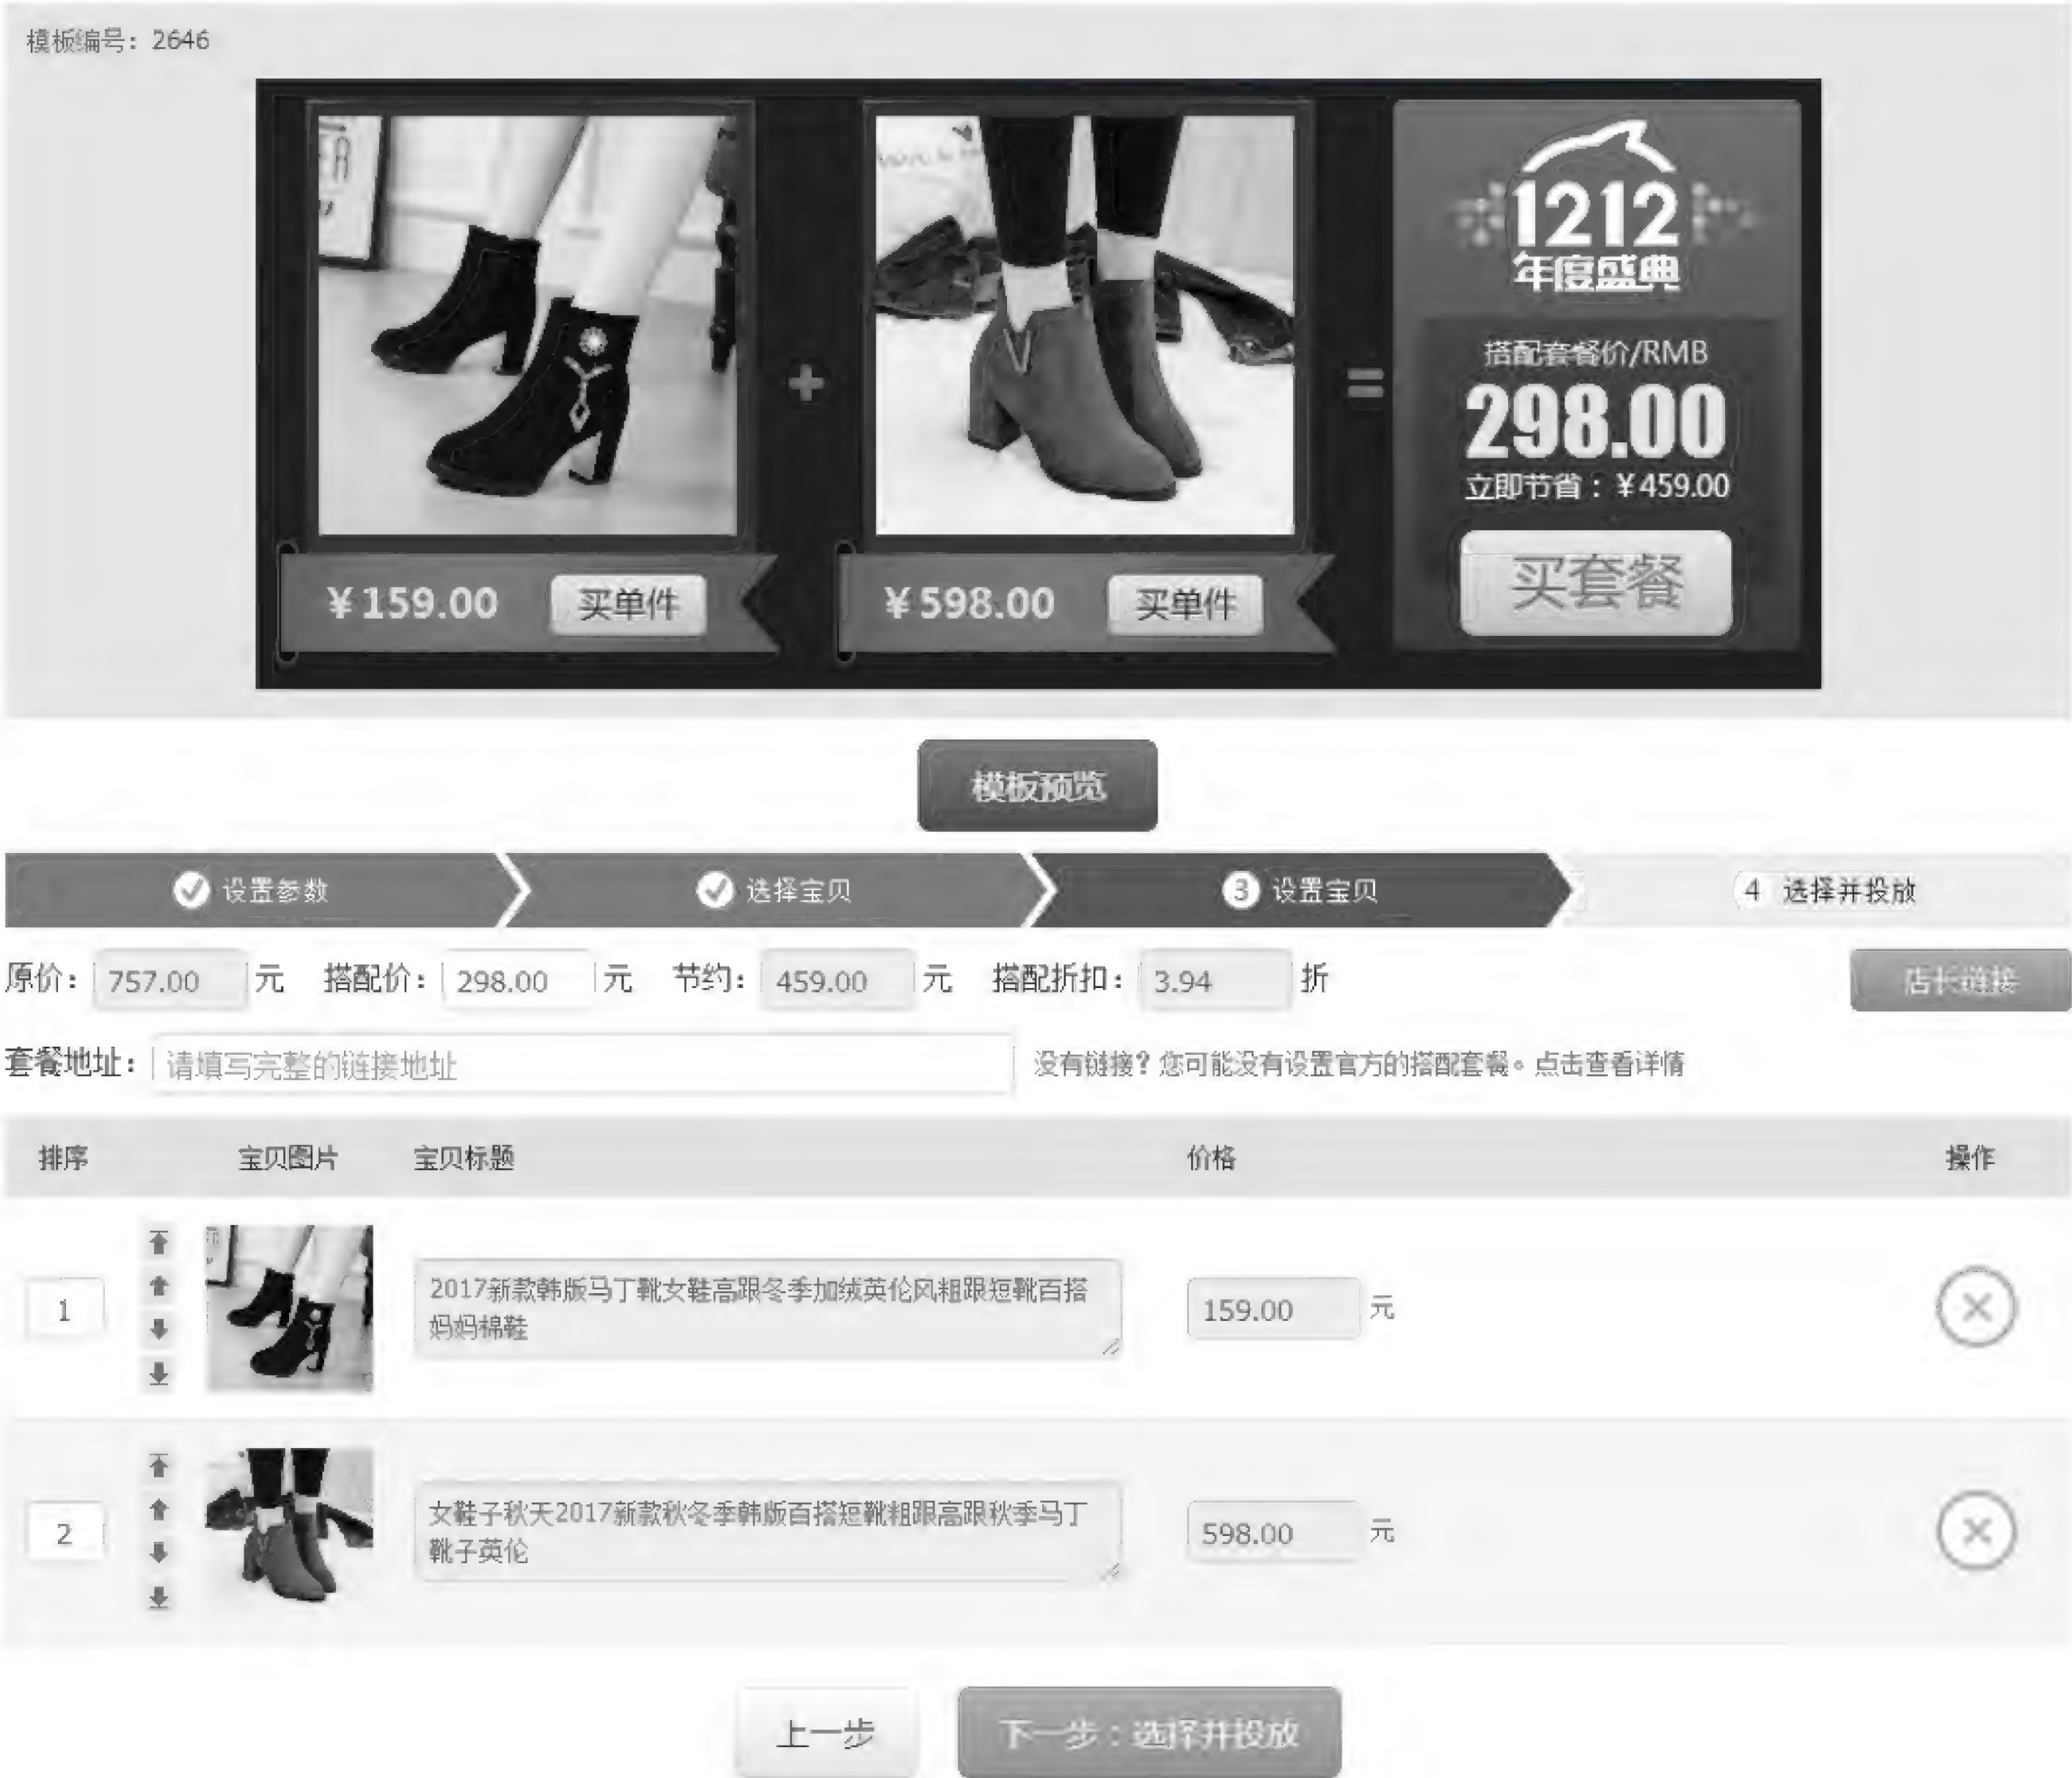 模板编号：2646
1212
年度盛典
搭配套餐价/RMB
298.00
立即节省：¥459.00
¥159.00 买单件
¥598.00 买单件
买套餐
模板预览
设置参数 选择宝贝 3 设置宝贝 4 选择并投放
原价： 757.00 元 搭配价： 298.00 元 节约： 459.00 元 搭配折扣： 3.94 折 店长链接
套餐地址： 请填写完整的链接地址 没有链接？您可能没有设置官方的搭配套餐。点击查看详情
排序 宝贝图片 宝贝标题 价格 操作
1 2017新款韩版马丁靴女鞋高跟冬季加绒英伦风粗跟短靴百搭 159.00 元
妈妈棉鞋
2 女鞋子秋天2017新款秋冬季韩版百搭短靴粗跟高跟秋季马丁 598.00 元
靴子英伦
上一步 下一步：选择并投放